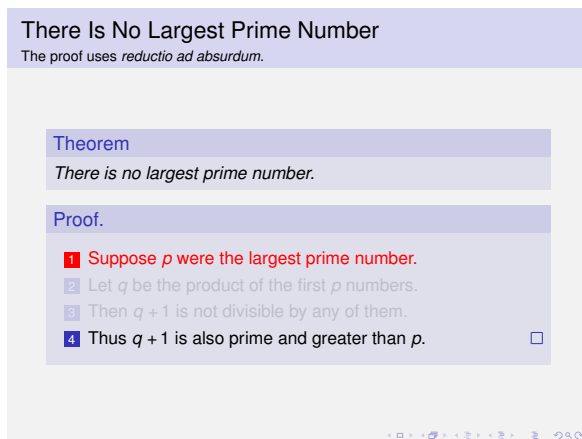 There Is No Largest Prime Number
The proof uses reductio ad absurdum.
Theorem
There is no largest prime number.
Proof.
1 Suppose p were the largest prime number.
2 Let q be the product of the first p numbers.
3 Then q + 1 is not divisible by any of them.
4 Thus q + 1 is also prime and greater than p.